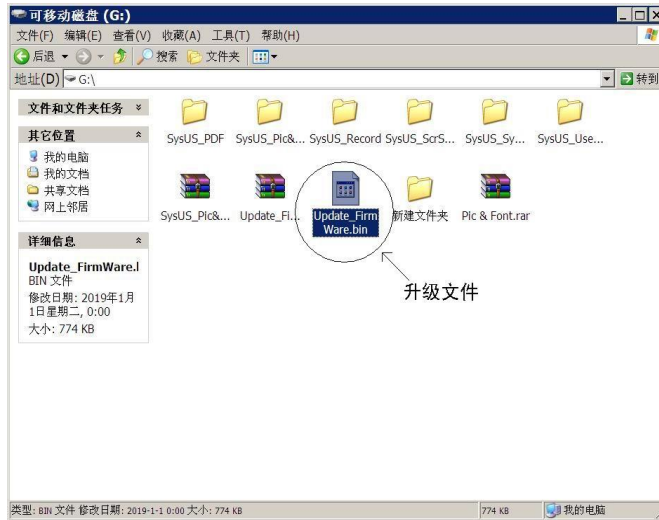 可移动磁盘 (G:)
文件(F) 编辑(E) 查看(V) 收藏(A) 工具(T) 帮助(H)
后退 搜索 文件夹
地址(D) G:\ 转到
文件和文件夹任务
其它位置
我的电脑
我的文档
共享文档
网上邻居
详细信息
Update_FirmWare.l
BIN 文件
修改日期: 2019年1月
1日星期二, 0:00
大小: 774 KB
SysUS_PDF SysUS_Pic&... SysUS_Record SysUS_ScrS... SysUS_Sy... SysUS_Use...
SysUS_Pic&... Update_Fi... Update_Firm
Ware.bin 新建文件夹 Pic & Font.rar
升级文件
类型: BIN 文件 修改日期: 2019-1-1 0:00 大小: 774 KB 774 KB 我的电脑